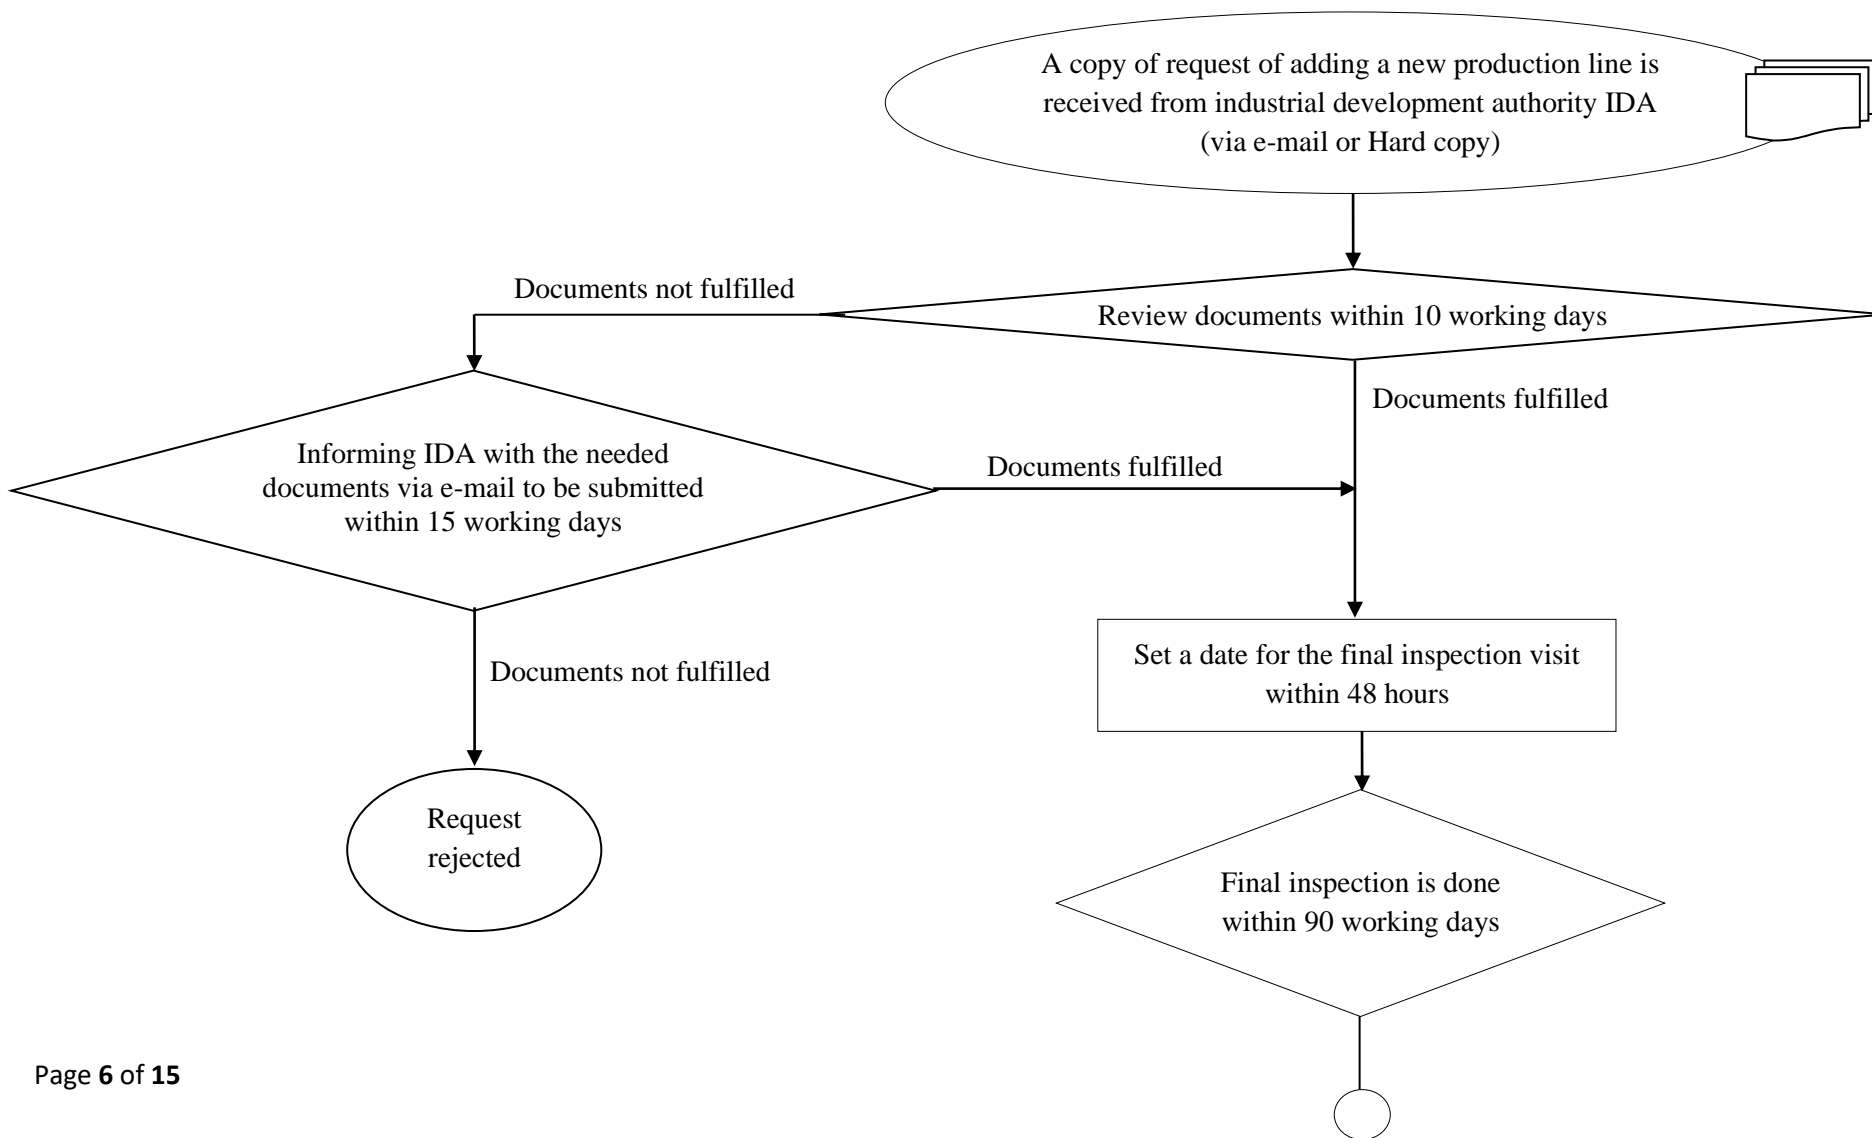 A copy of request of adding a new production line is
received from industrial development authority IDA
(via e-mail or Hard copy)
Documents not fulfilled
Review documents within 10 working days
Documents fulfilled
Informing IDA with the needed
documents via e-mail to be submitted
within 15 working days
Documents fulfilled
Documents not fulfilled
Set a date for the final inspection visit
within 48 hours
Request
rejected
Final inspection is done
within 90 working days
Page 6 of 15